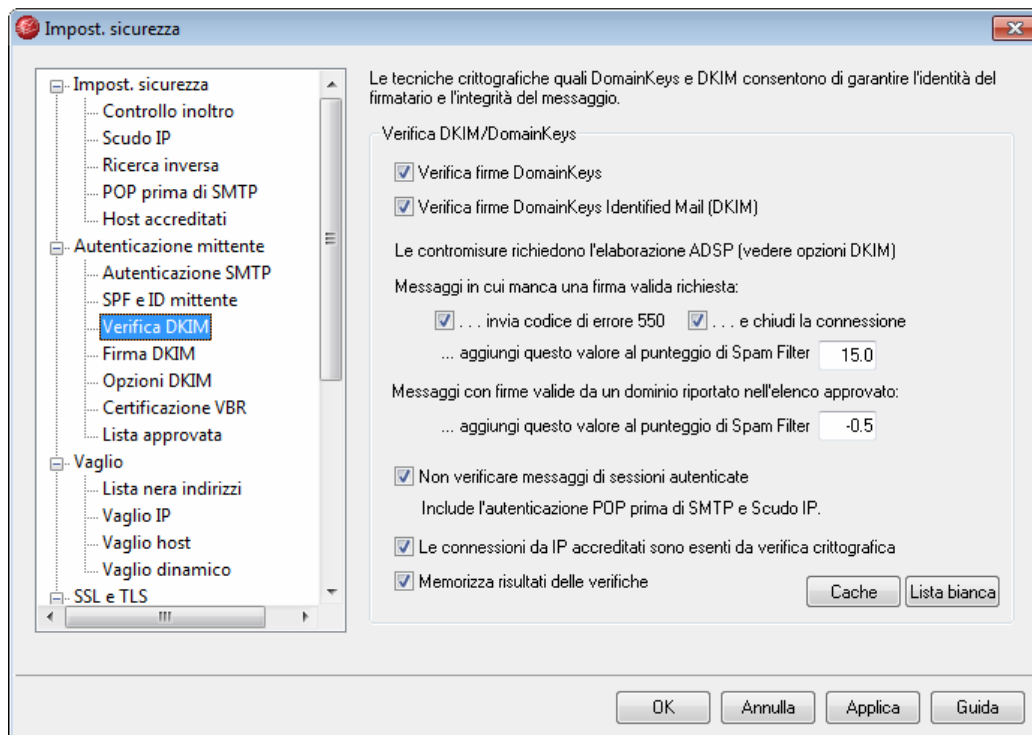 Impost. sicurezza
Impost. sicurezza
Controllo inoltro
Scudo IP
Ricerca inversa
POP prima di SMTP
Host accreditati
Autenticazione mittente
Autenticazione SMTP
SPF e ID mittente
Verifica DKIM
Firma DKIM
Opzioni DKIM
Certificazione VBR
Lista approvata
Vaglio
Lista nera indirizzi
Vaglio IP
Vaglio host
Vaglio dinamico
SSL e TLS
Le tecniche crittografiche quali DomainKeys e DKIM consentono di garantire l'identità del
firmatario e l'integrità del messaggio.
Verifica DKIM/DomainKeys
Verifica firme DomainKeys
Verifica firme DomainKeys Identified Mail (DKIM)
Le contromisure richiedono l'elaborazione ADSP (vedere opzioni DKIM)
Messaggi in cui manca una firma valida richiesta:
. . . invia codice di errore 550 . . . e chiudi la connessione
... aggiungi questo valore al punteggio di Spam Filter 15.0
Messaggi con firme valide da un dominio riportato nell'elenco approvato:
... aggiungi questo valore al punteggio di Spam Filter -0.5
Non verificare messaggi di sessioni autenticate
Include l'autenticazione POP prima di SMTP e Scudo IP.
Le connessioni da IP accreditati sono esenti da verifica crittografica
Memorizza risultati delle verifiche
Cache Lista bianca
OK Annulla Applica Guida